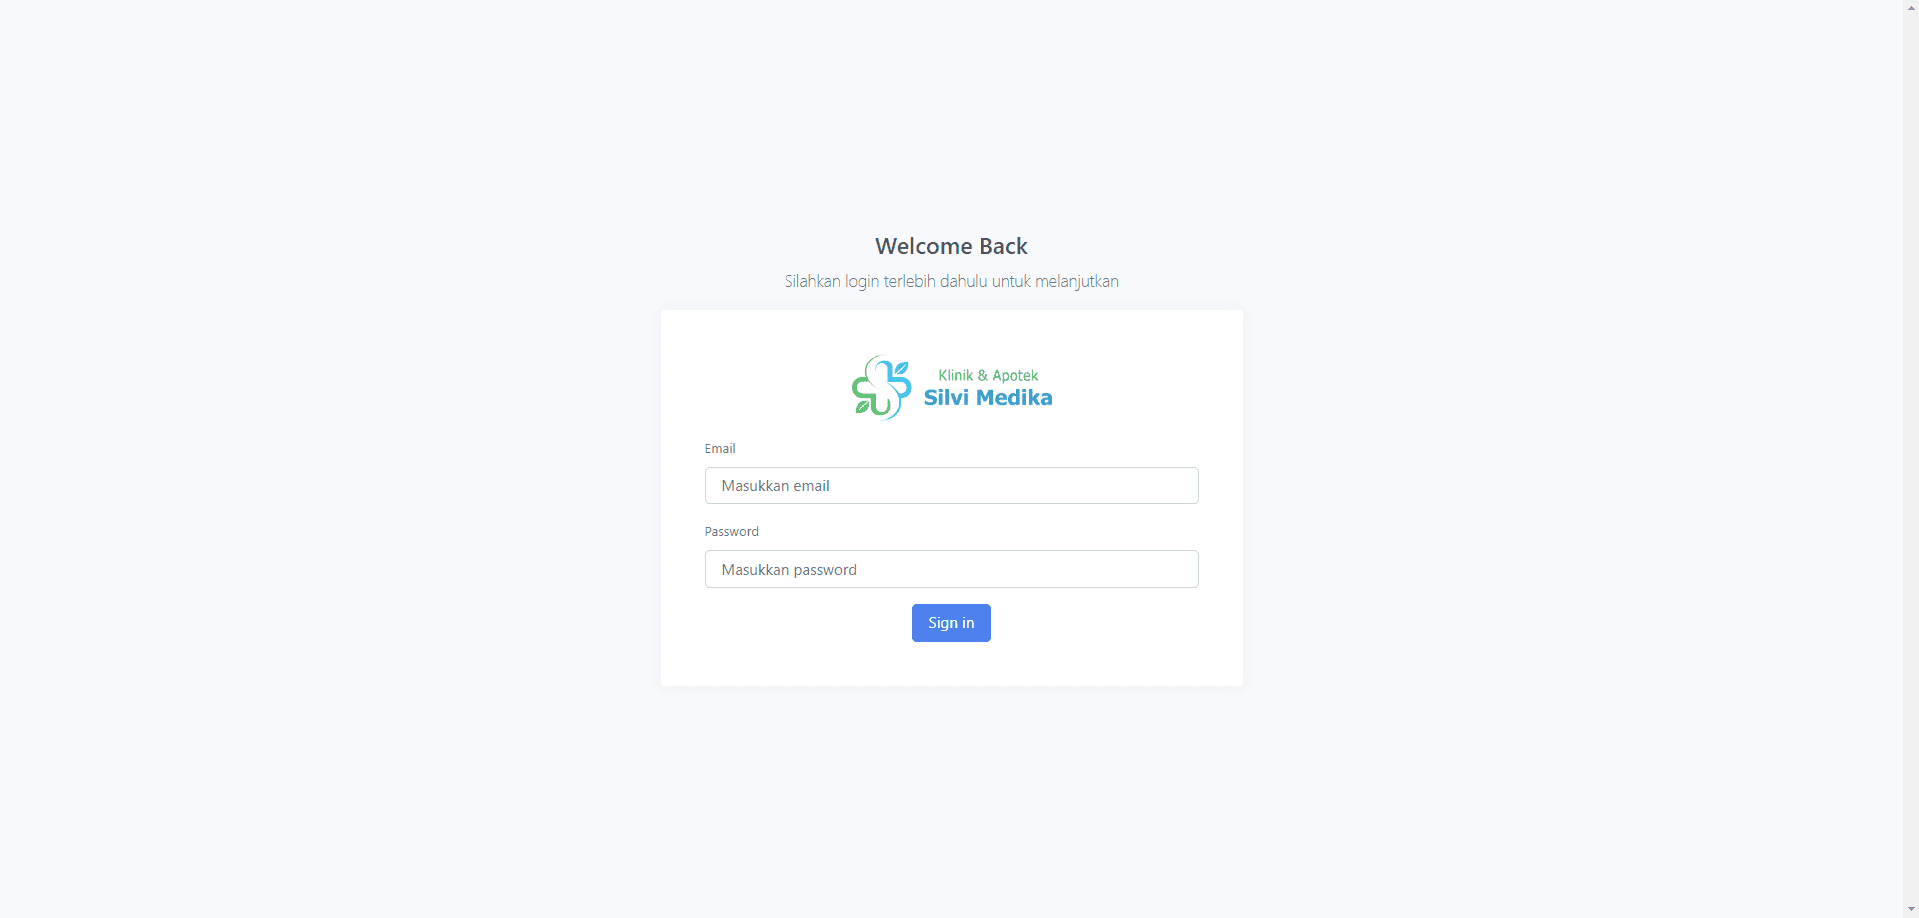 Welcome Back
Silahkan login terlebih dahulu untuk melanjutkan
Klinik & Apotek
Silvi Medika
Email
Masukkan email
Password
Masukkan password
Sign in